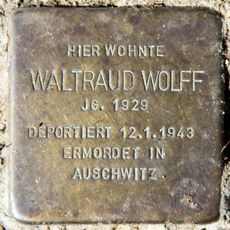 HIER WOHNTE
WALTRAUD WOLFF
JG. 1929
DEPORTIERT 12.1.1943
ERMORDET IN
AUSCHWITZ